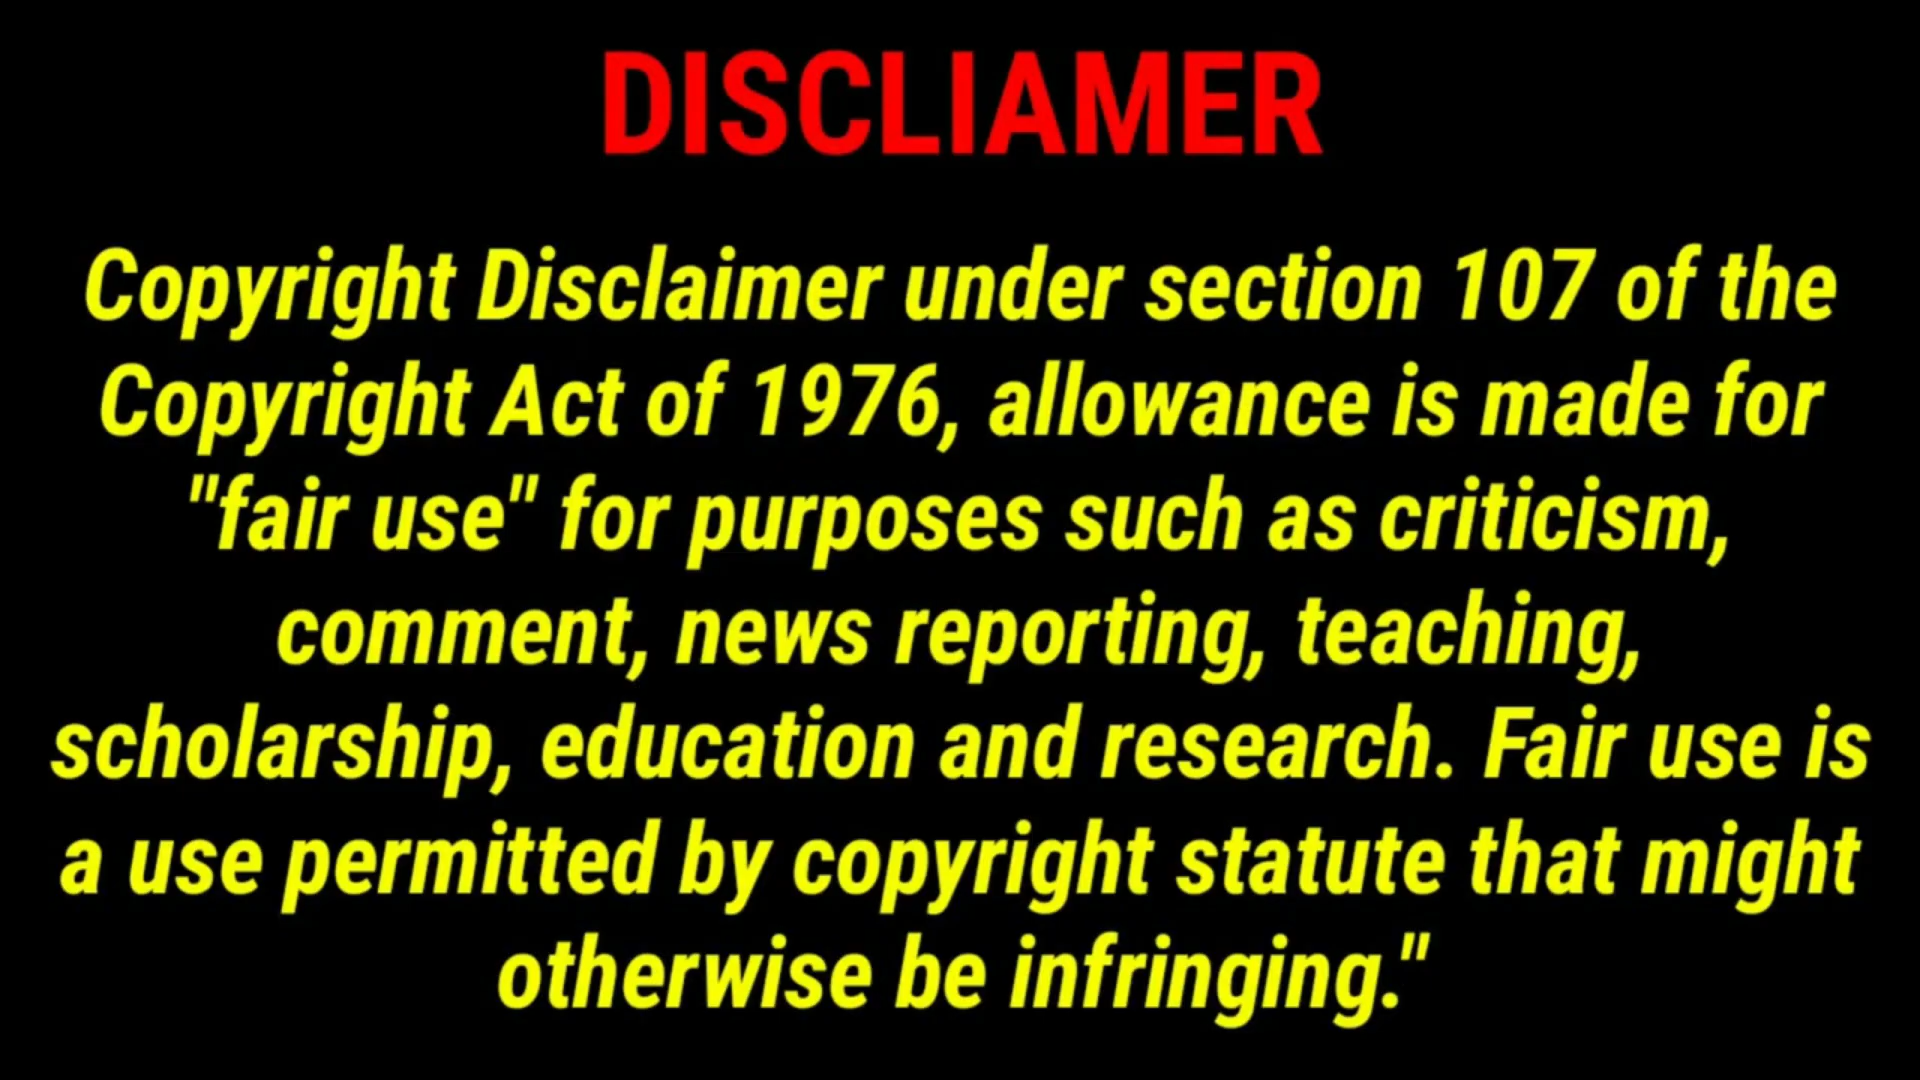 DISCLIAMER
Copyright Disclaimer under section 107 of the
Copyright Act of 1976, allowance is made for
"fair use" for purposes such as criticism,
comment, news reporting, teaching,
scholarship, education and research. Fair use is
a use permitted by copyright statute that might
otherwise be infringing."